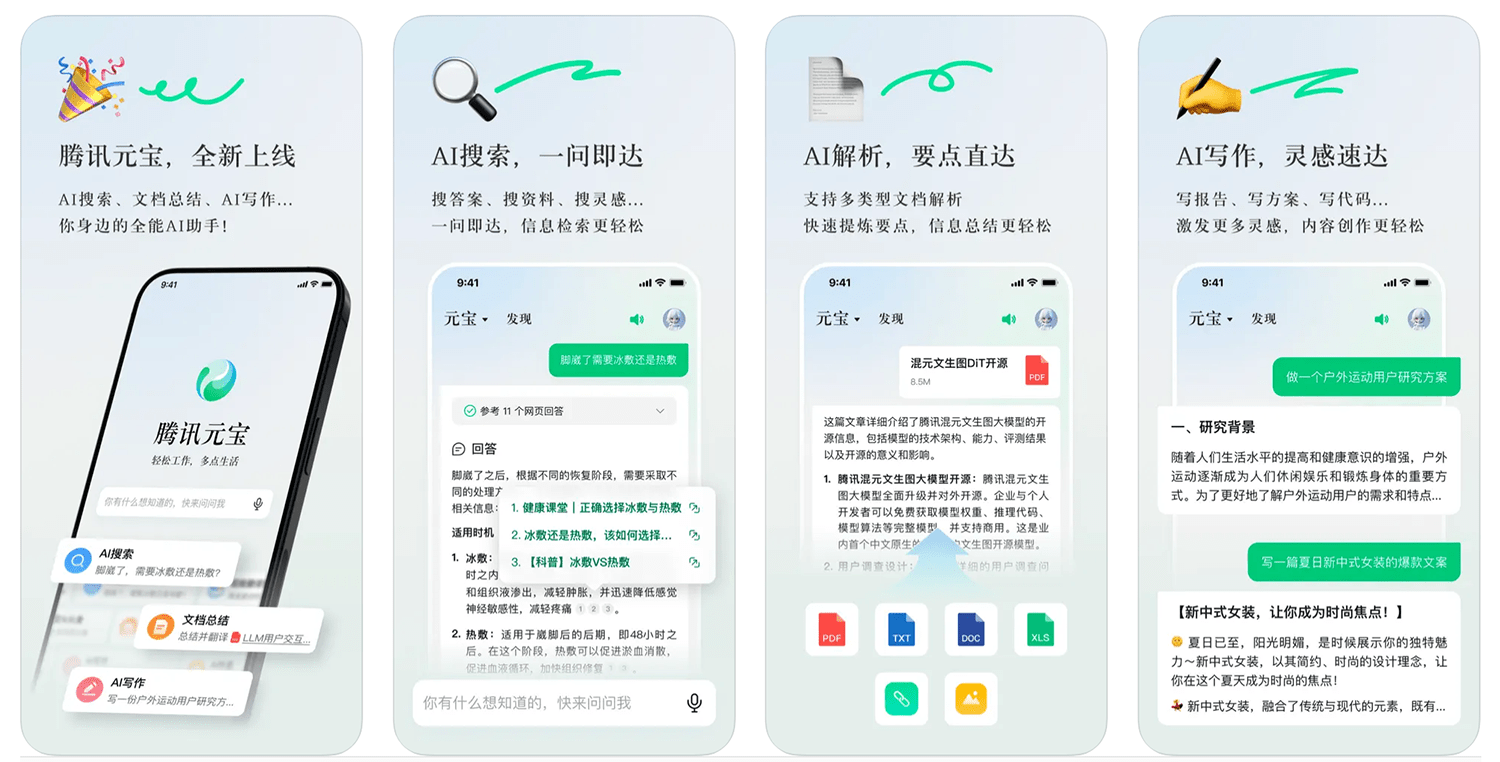 腾讯元宝，全新上线
AI搜索、文档总结、AI写作...
你身边的全能AI助手！
9:41
腾讯元宝
轻松工作，多点生活
你有什么想知道的，快来问问我
AI搜索
脚崴了，需要冰敷还是热敷？
文档总结
总结并翻译 LLM用户交互...
AI写作
写一份户外运动用户研究方...
AI搜索，一问即达
搜答案、搜资料、搜灵感...
一问即达，信息检索更轻松
9:41
元宝 发现
脚崴了需要冰敷还是热敷
参考 11 个网页回答
回答
脚崴了之后，根据不同的恢复阶段，需要采取不
同的处理方
相关信息：
1. 健康课堂｜正确选择冰敷与热敷
2. 冰敷还是热敷，该如何选择...
3. 【科普】冰敷VS热敷
适用时机
1. 冰敷：
时之内
和组织液渗出，减轻肿胀，并迅速降低感觉
神经敏感性，减轻疼痛 1 2 3 。
2. 热敷：适用于崴脚后的后期，即48小时之
后。在这个阶段，热敷可以促进淤血消散，
促进血液循环，加快组织修复 1 3 。
你有什么想知道的，快来问问我
AI解析，要点直达
支持多类型文档解析
快速提炼要点，信息总结更轻松
9:41
元宝 发现
混元文生图DiT开源
8.5M
PDF
这篇文章详细介绍了腾讯混元文生图大模型的开
源信息，包括模型的技术架构、能力、评测结果
以及开源的意义和影响。
1. 腾讯混元文生图大模型开源：腾讯混元文生
图大模型全面升级并对外开源。企业与个人
开发者可以免费获取模型权重、推理代码、
模型算法等完整模型，并支持商用。这是业
内首个中文原生的 构文生图开源模型。
2. 用户调查设计： 详细的用户调查问
PDF
TXT
DOC
XLS
AI写作，灵感速达
写报告、写方案、写代码...
激发更多灵感，内容创作更轻松
9:41
元宝 发现
做一个户外运动用户研究方案
一、研究背景
随着人们生活水平的提高和健康意识的增强，户外
运动逐渐成为人们休闲娱乐和锻炼身体的重要方
式。为了更好地了解户外运动用户的需求和特点...
写一篇夏日新中式女装的爆款文案
【新中式女装，让你成为时尚焦点！】
夏日已至，阳光明媚，是时候展示你的独特魅
力～新中式女装，以其简约、时尚的设计理念，让
你在这个夏天成为时尚的焦点！
新中式女装，融合了传统与现代的元素，既有...